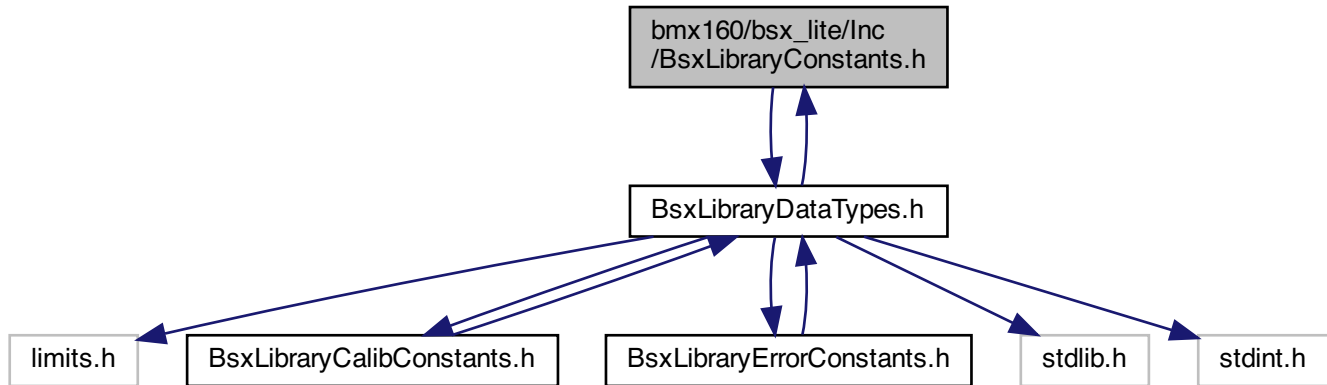 bmx160/bsx_lite/Inc
/BsxLibraryConstants.h
BsxLibraryDataTypes.h
limits.h
BsxLibraryCalibConstants.h
BsxLibraryErrorConstants.h
stdlib.h
stdint.h